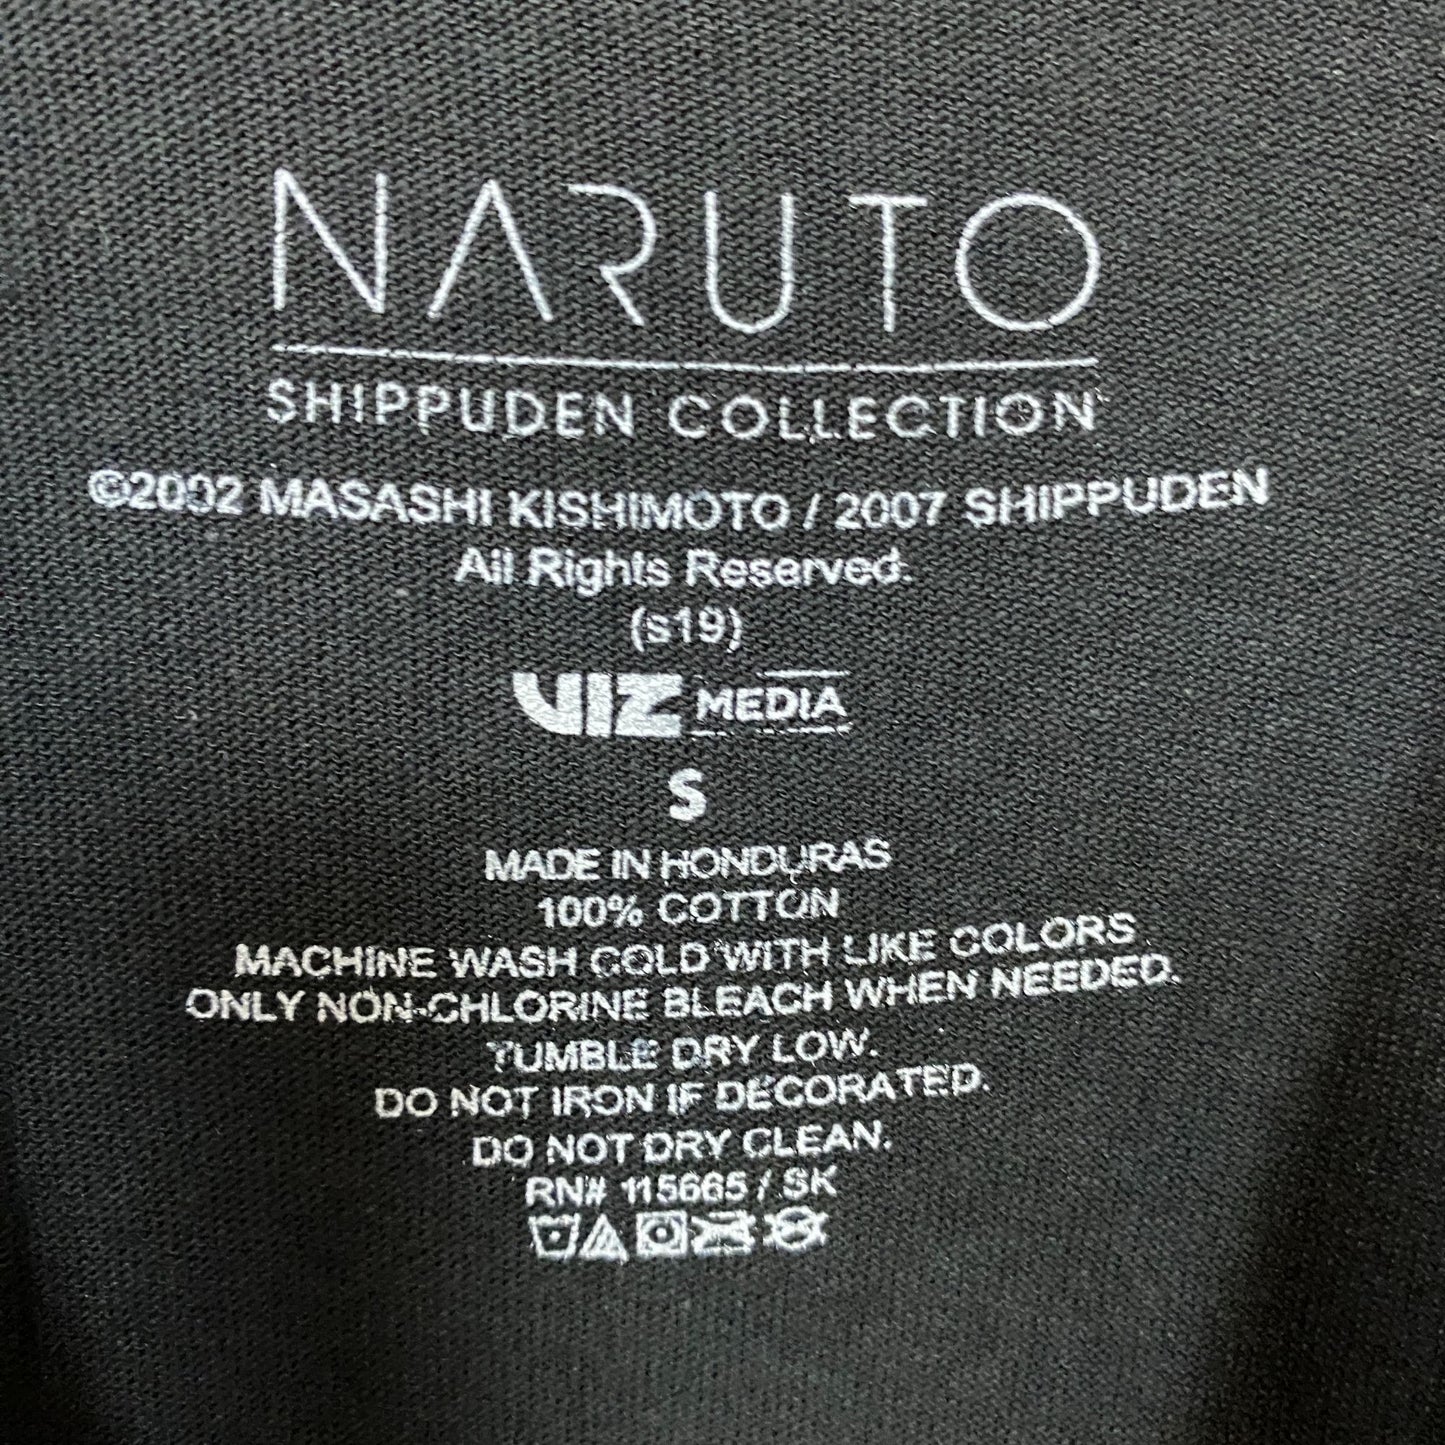 NARUTO
SHIPPUDEN COLLECTION
©2002 MASASHI KISHIMOTO / 2007 SHIPPUDEN
All Rights Reserved.
(s19)
VIZ MEDIA
S
MADE IN HONDURAS
100% COTTON
MACHINE WASH COLD WITH LIKE COLORS
ONLY NON-CHLORINE BLEACH WHEN NEEDED.
TUMBLE DRY LOW.
DO NOT IRON IF DECORATED.
DO NOT DRY CLEAN.
RN# 115665 / SK